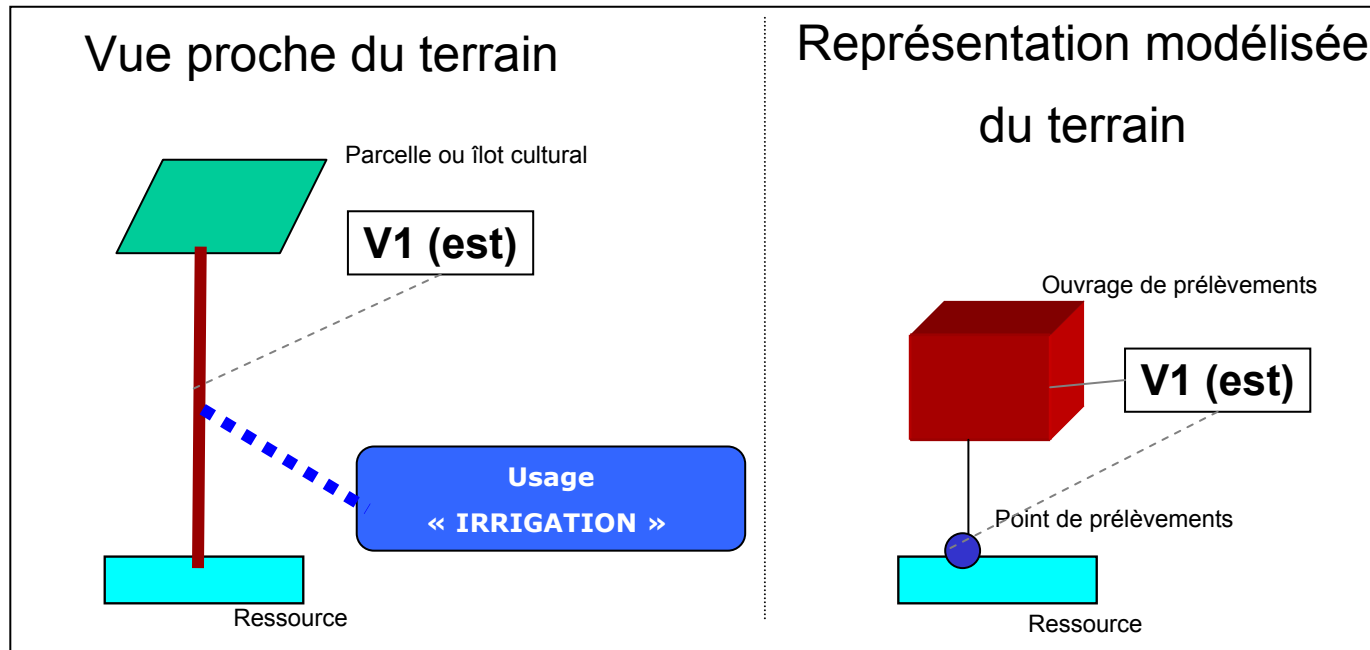 Vue proche du terrain
Parcelle ou îlot cultural
V1 (est)
Usage
« IRRIGATION »
Ressource
Représentation modélisée
du terrain
Ouvrage de prélèvements
V1 (est)
Point de prélèvements
Ressource